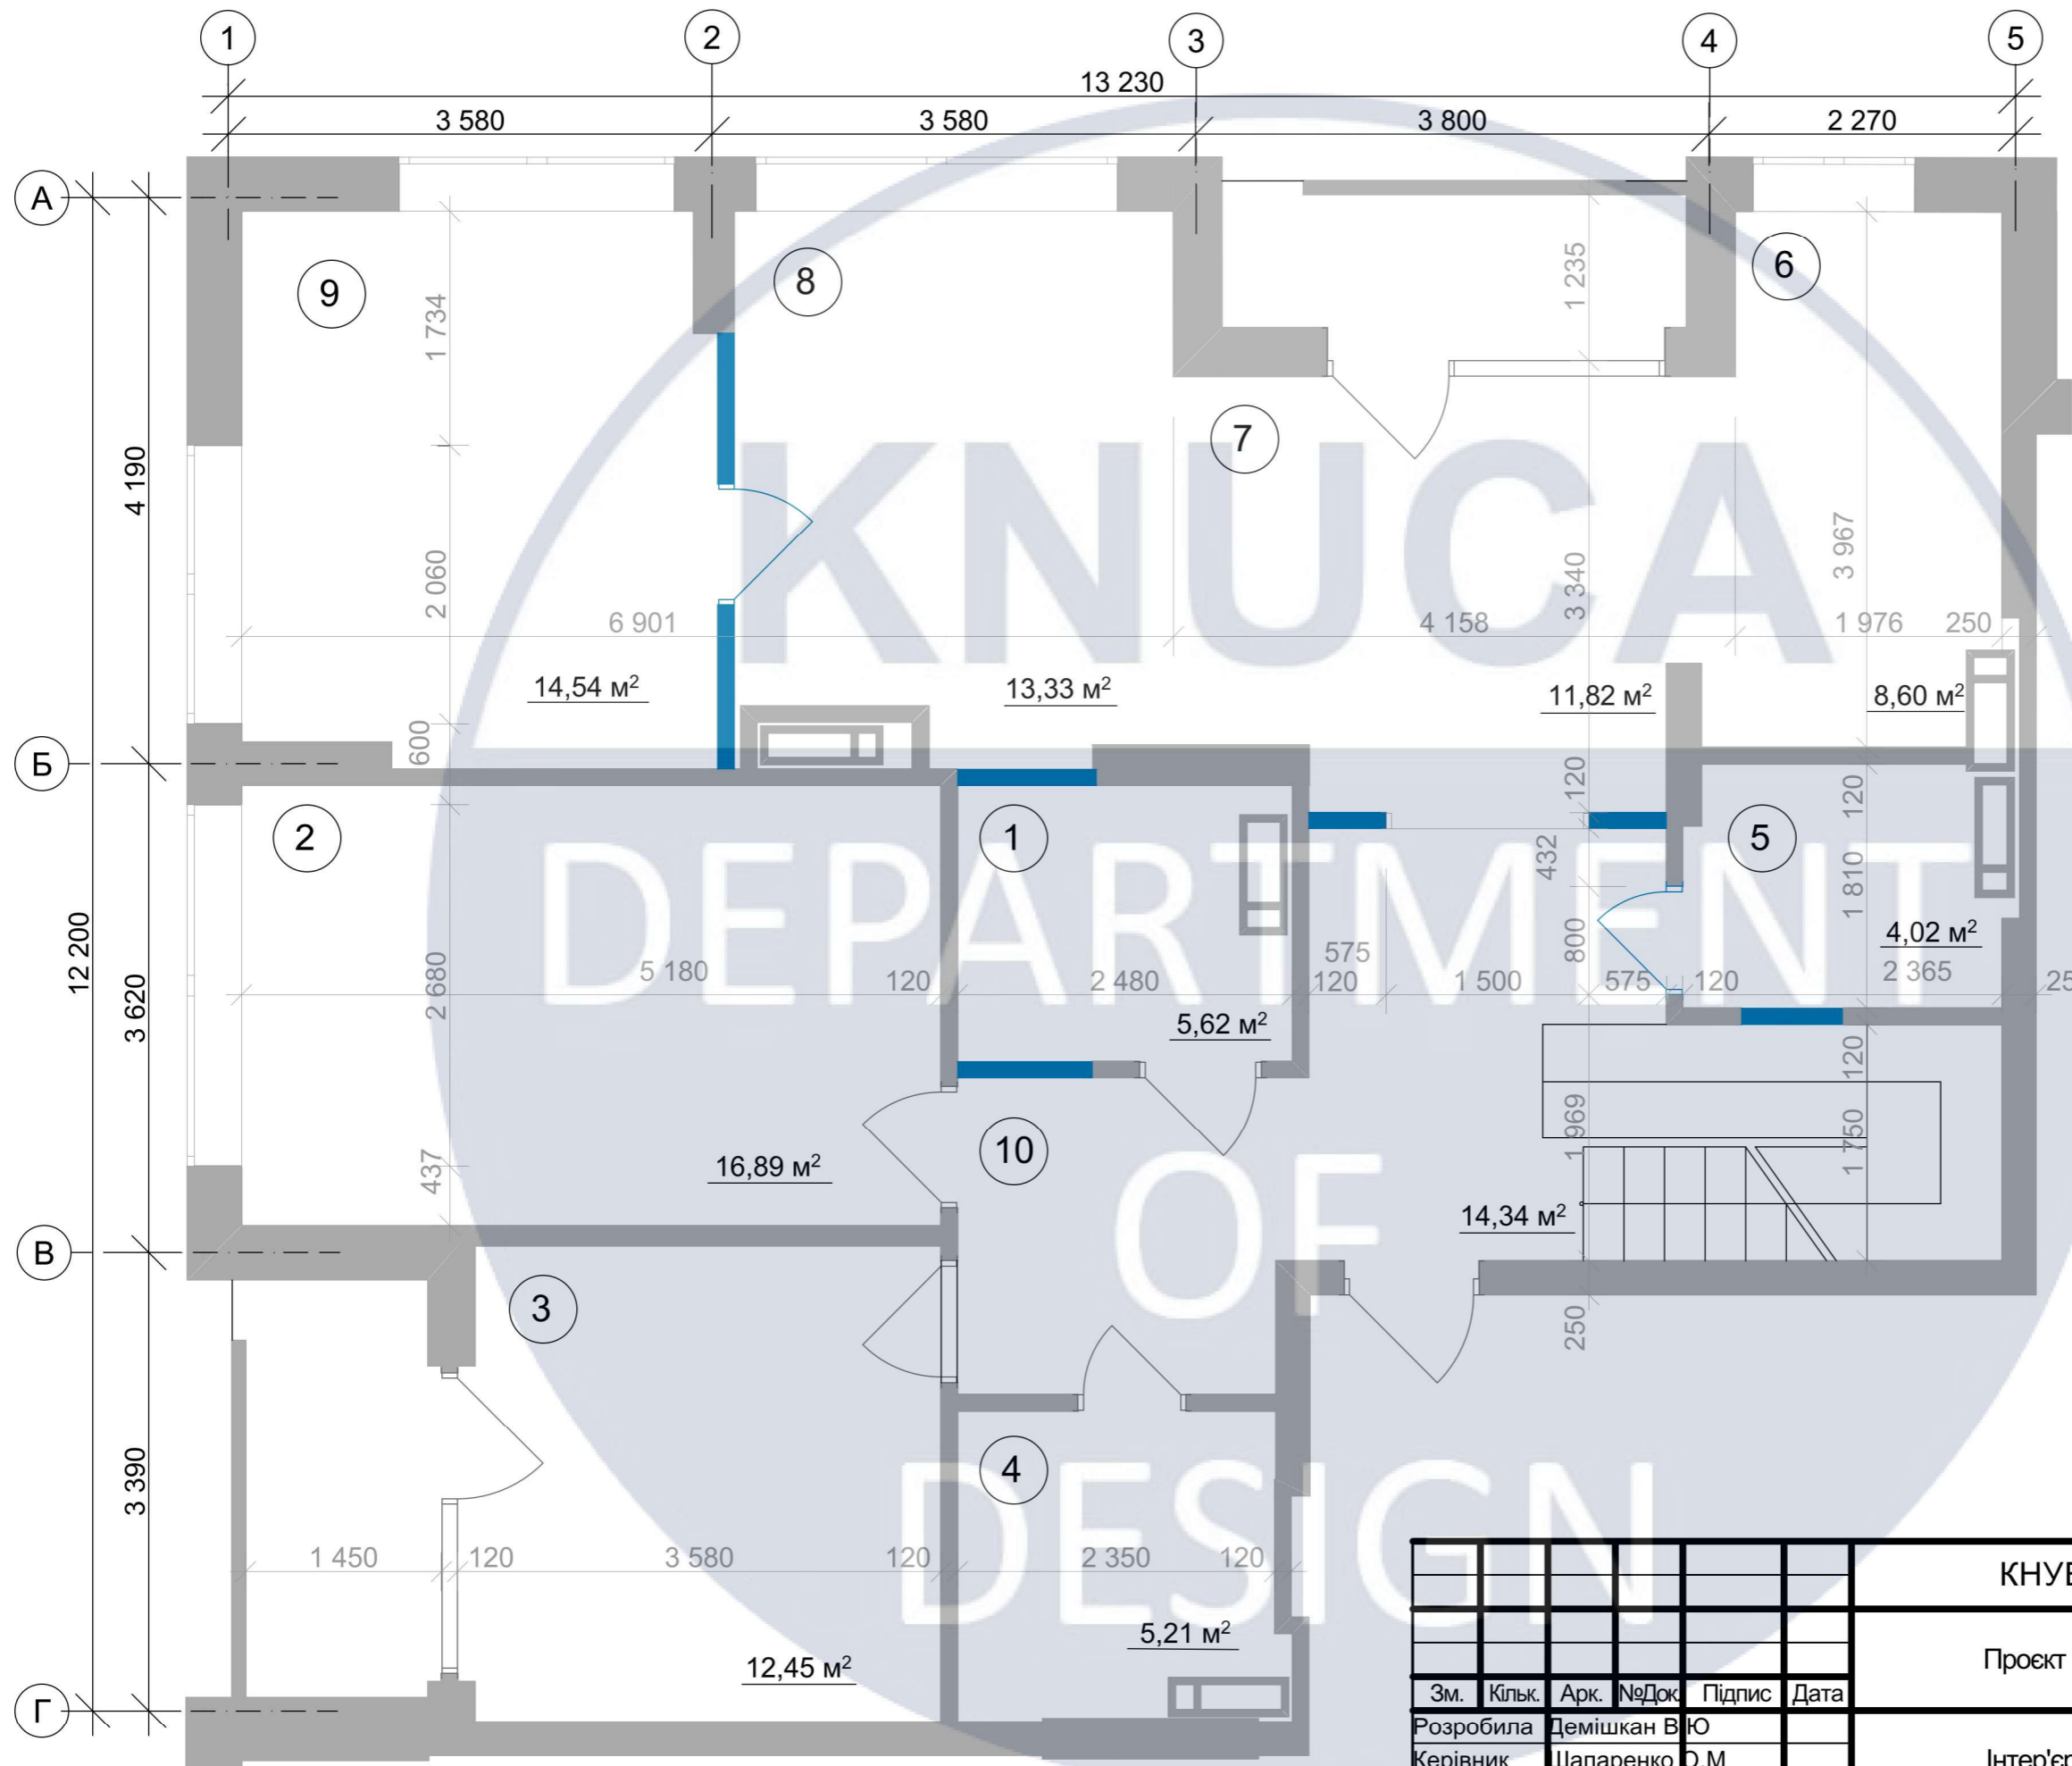 1 2 3 4 5
13 230
3 580 3 580 3 800 2 270
А
9 8 6
1 235
1 734
7
KNUCA
4 190
3 967
2 060 3 340
6 901 4 158 1 976 250
14,54 м² 13,33 м² 11,82 м² 8,60 м²
600
Б
120 120
2 1 5
432
DEPARTMENT
1 810
12 200
4,02 м²
3 620 2 680 575 800
5 180 120 2 480 120 1 500 575 120 2 365 25
5,62 м²
120
1 969 1 750
10
437 16,89 м²
OF
14,34 м²
В
3
250
4
3 390
DESIGN
1 450 120 3 580 120 2 350 120
5,21 м²
12,45 м²
Г
КНУБ
Проєкт
Зм. Кільк. Арк. №Док. Підпис Дата
Розробила Демішкан В Ю
Керівник Шапаренко О.М
Інтер'єр